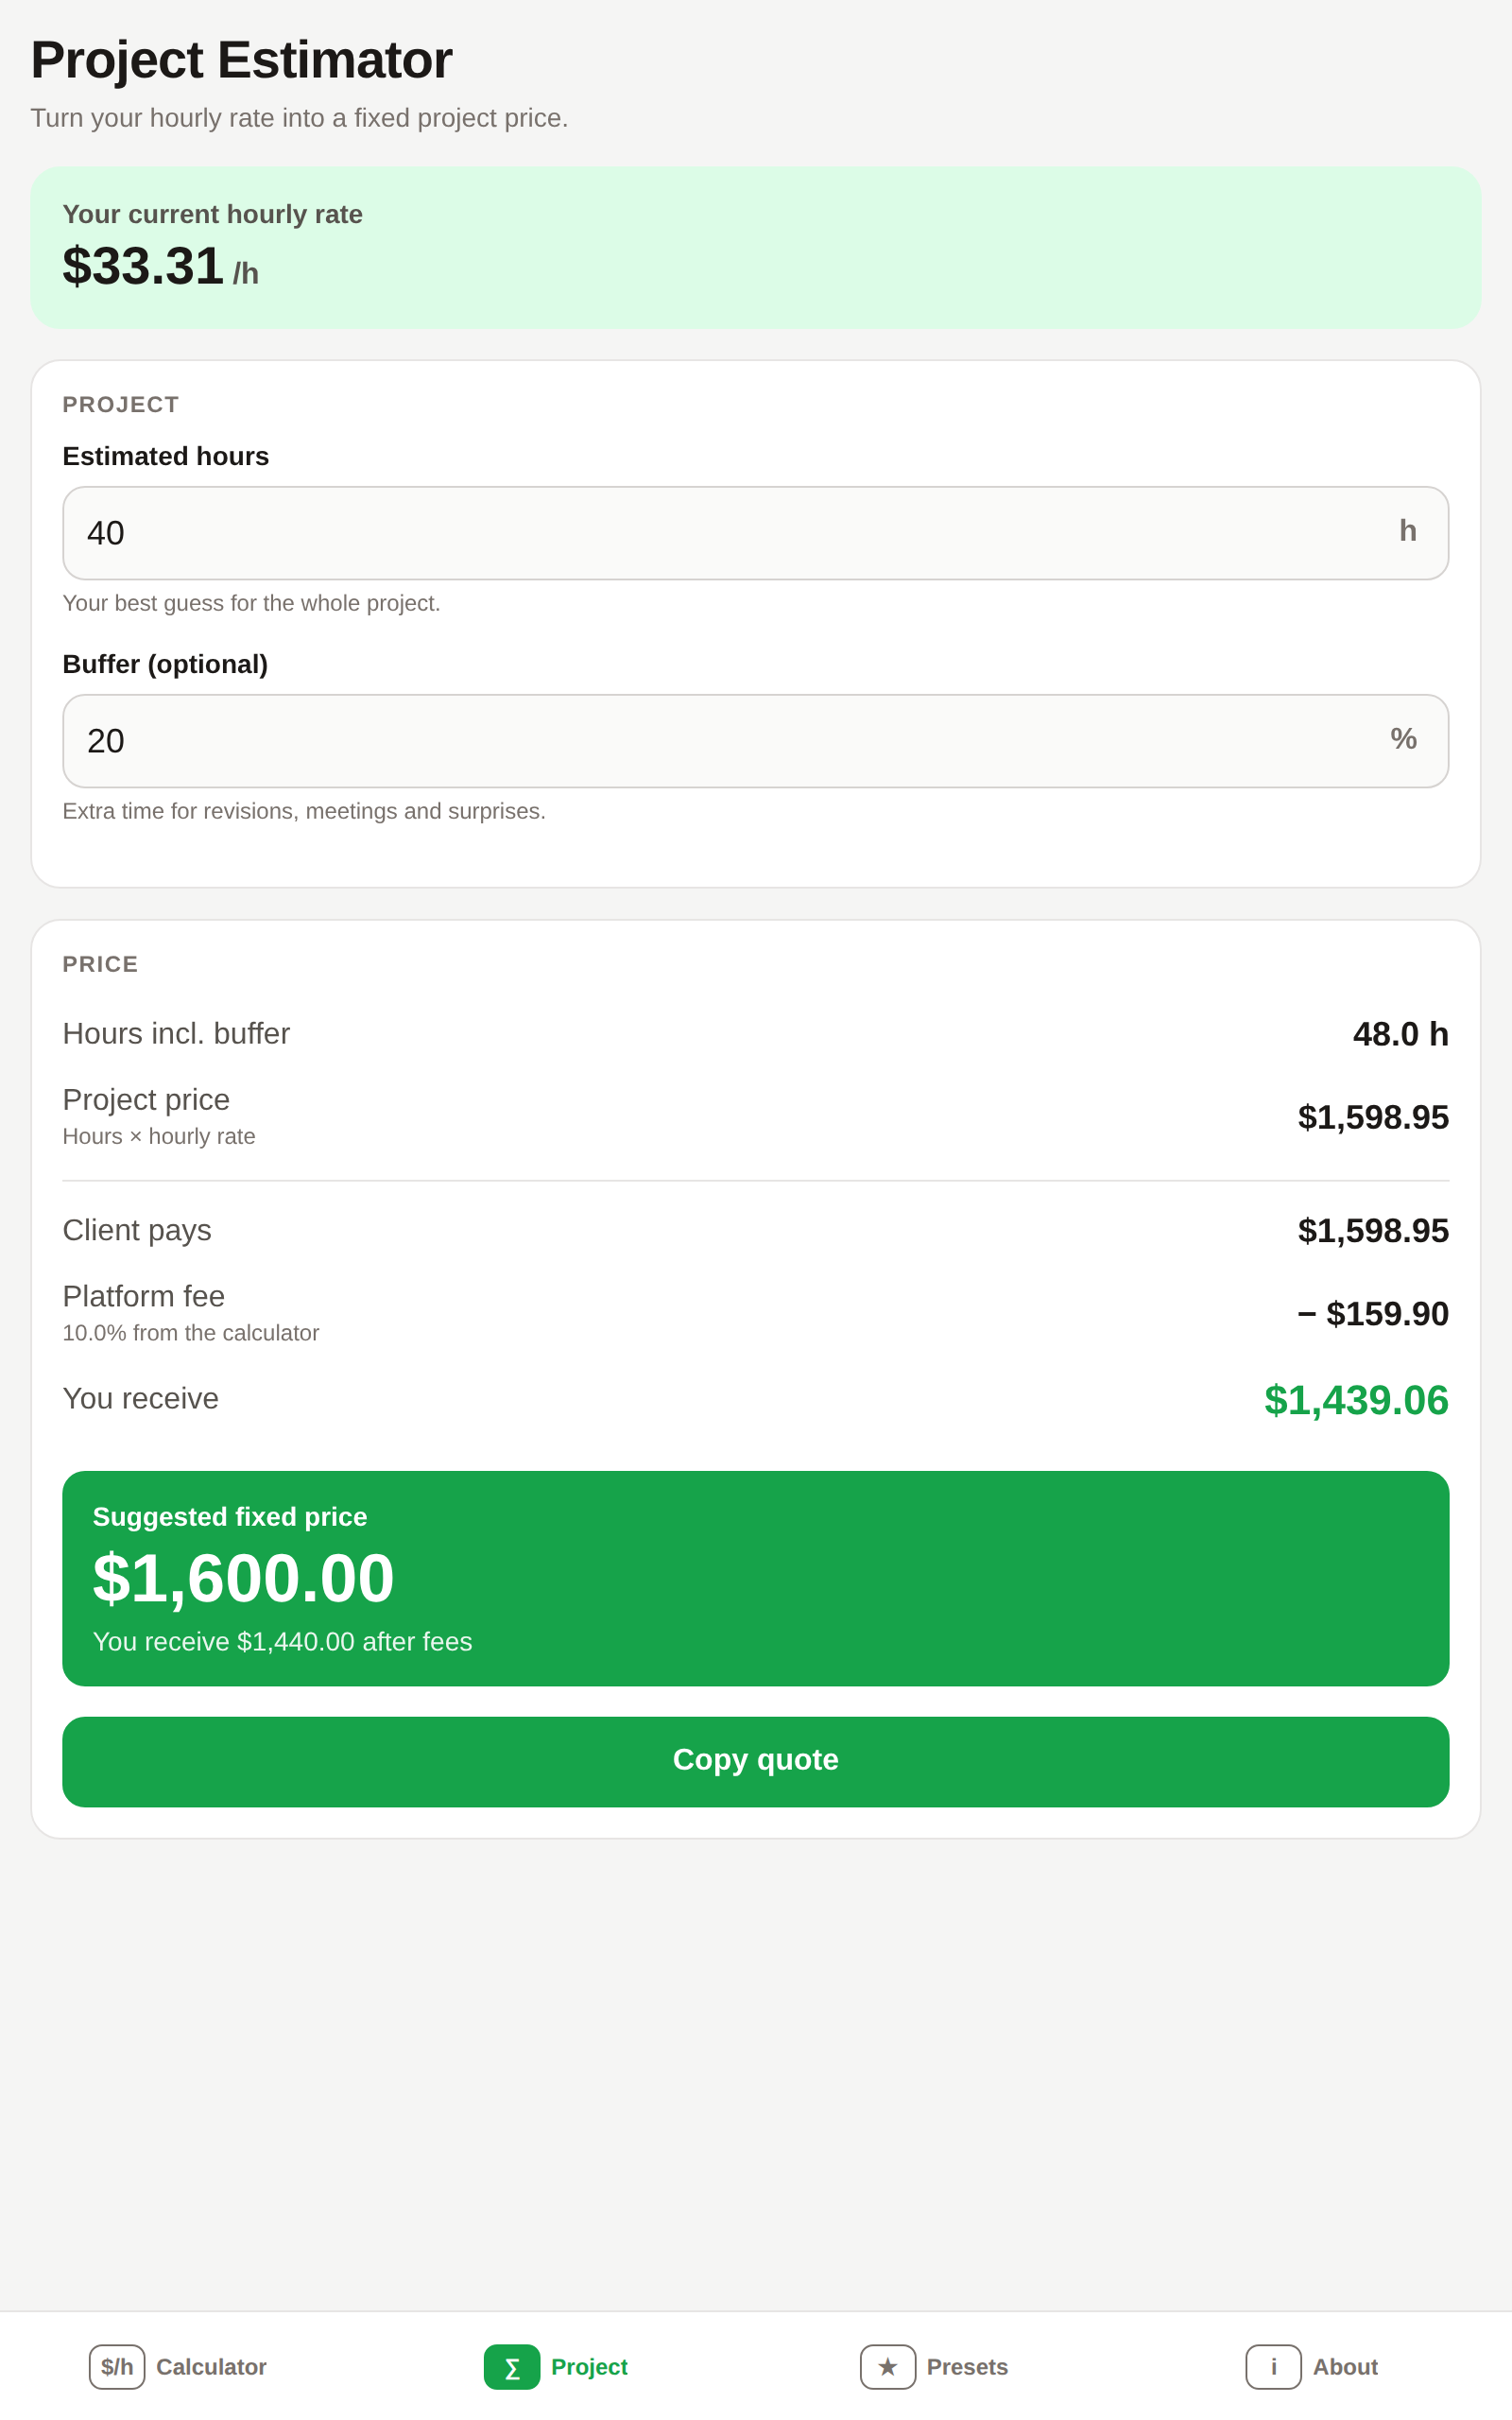 Project Estimator
Turn your hourly rate into a fixed project price.
Your current hourly rate
$33.31 /h
PROJECT
Estimated hours
40 h
Your best guess for the whole project.
Buffer (optional)
20 %
Extra time for revisions, meetings and surprises.
PRICE
Hours incl. buffer 48.0 h
Project price
Hours × hourly rate
$1,598.95
Client pays $1,598.95
Platform fee
10.0% from the calculator
− $159.90
You receive $1,439.06
Suggested fixed price
$1,600.00
You receive $1,440.00 after fees
Copy quote
$/h Calculator ∑ Project ★ Presets i About